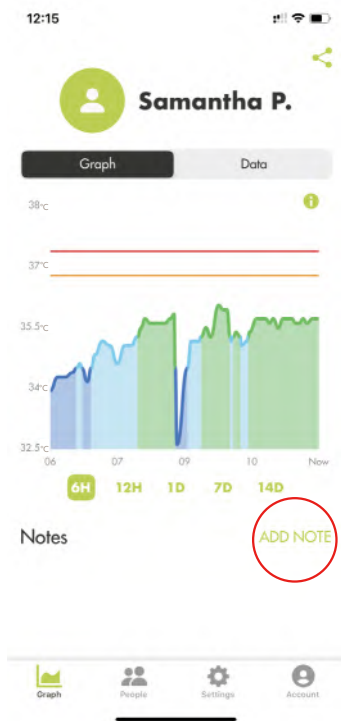 12:15
Samantha P.
Graph Data
38°C
37°C
35.5°C
34°C
32.5°C
06 07 09 10 Now
6H 12H 1D 7D 14D
Notes ADD NOTE
Graph People Settings Account